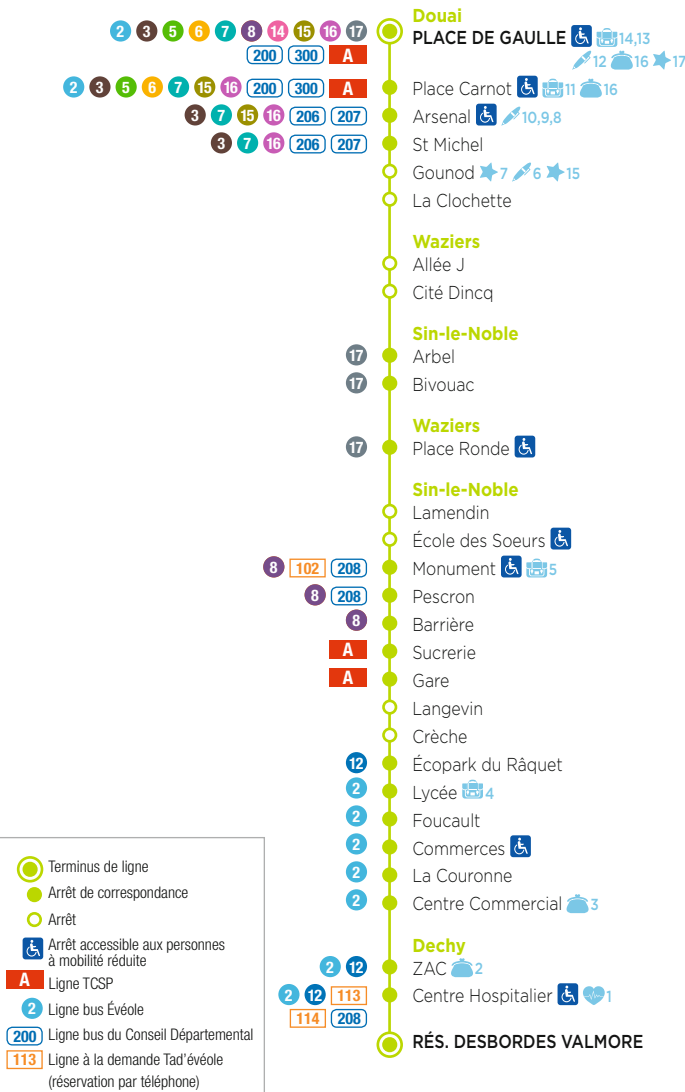 Douai
2 3 5 6 7 8 14 15 16 17 PLACE DE GAULLE 14,13
200 300 A 12 16 17
2 3 5 6 7 15 16 200 300 A Place Carnot 11 16
3 7 15 16 206 207 Arsenal 10,9,8
3 7 16 206 207 St Michel
Gounod 7 6 15
La Clochette
Waziers
Allée J
Cité Dincq
Sin-le-Noble
17 Arbel
17 Bivouac
Waziers
17 Place Ronde
Sin-le-Noble
Lamendin
École des Soeurs
8 102 208 Monument 5
8 208 Pescron
8 Barrière
A Sucrerie
A Gare
Langevin
Crèche
12 Écopark du Râquet
2 Lycée 4
2 Foucault
2 Commerces
2 La Couronne
2 Centre Commercial 3
Dechy
2 12 ZAC 2
2 12 113 Centre Hospitalier 1
114 208
RÉS. DESBORDES VALMORE
Terminus de ligne
Arrêt de correspondance
Arrêt
Arrêt accessible aux personnes
à mobilité réduite
A Ligne TCSP
2 Ligne bus Évéole
200 Ligne bus du Conseil Départemental
113 Ligne à la demande Tad'évéole
(réservation par téléphone)